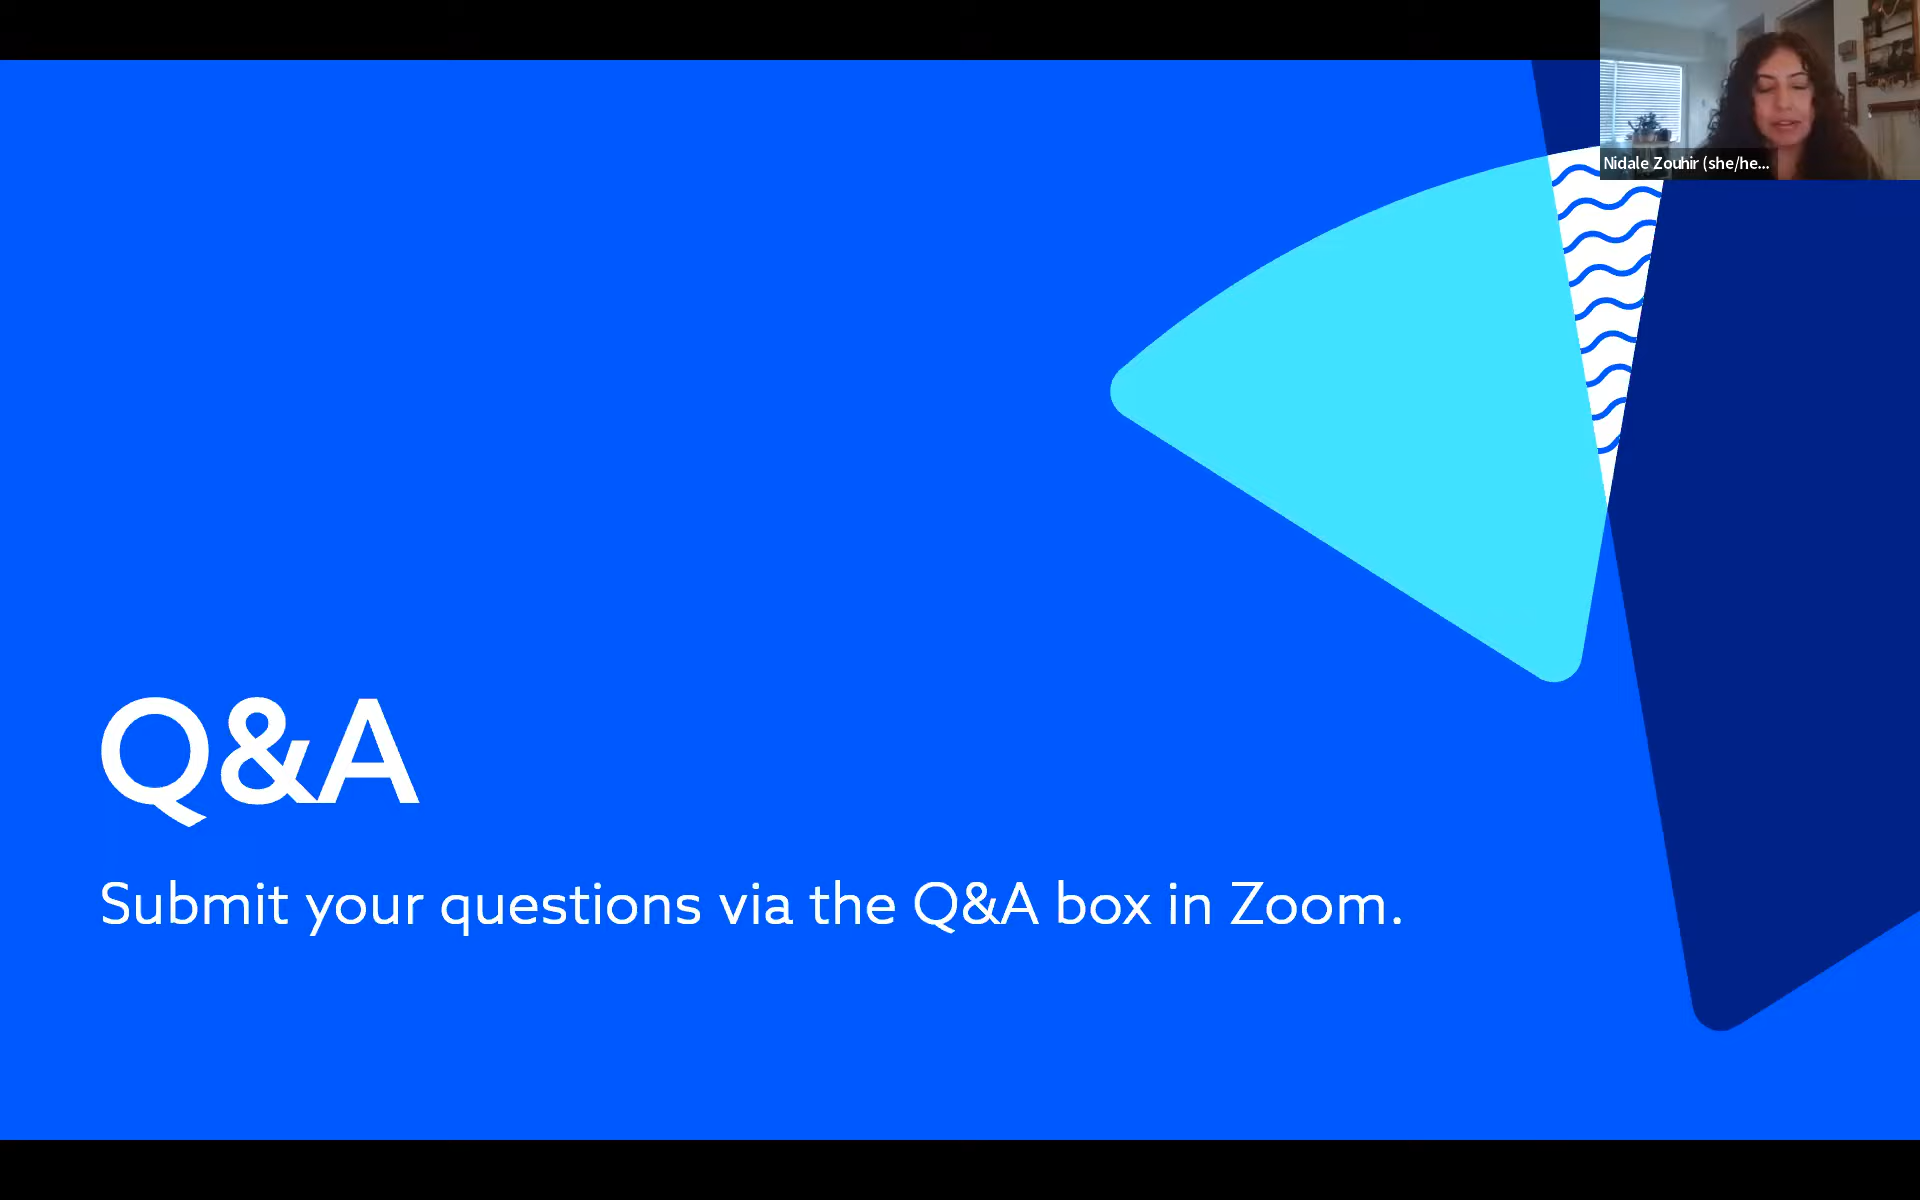 Nidale Zouhir (she/he...
Q&A
Submit your questions via the Q&A box in Zoom.